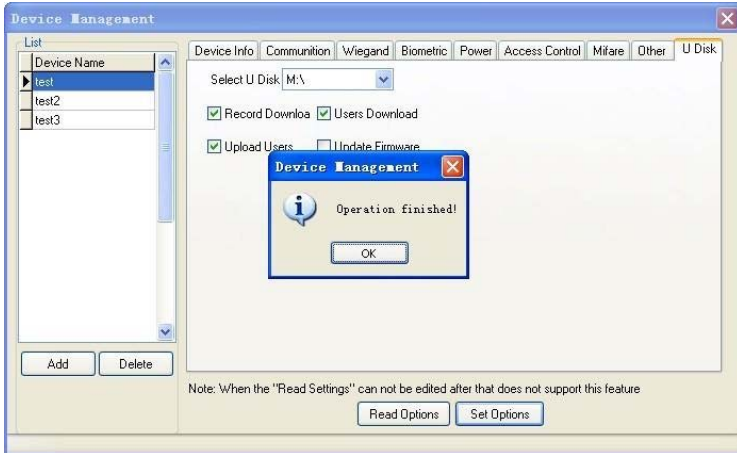 Device Management
List
Device Name
test
test2
test3
Add
Delete
Device Info
Communition
Wiegand
Biometric
Power
Access Control
Mifare
Other
U Disk
Select U Disk M:\
Record Downloa
Users Download
Upload Users
Update Firmware
Device Management
Operation finished!
OK
Note: When the "Read Settings" can not be edited after that does not support this feature
Read Options
Set Options